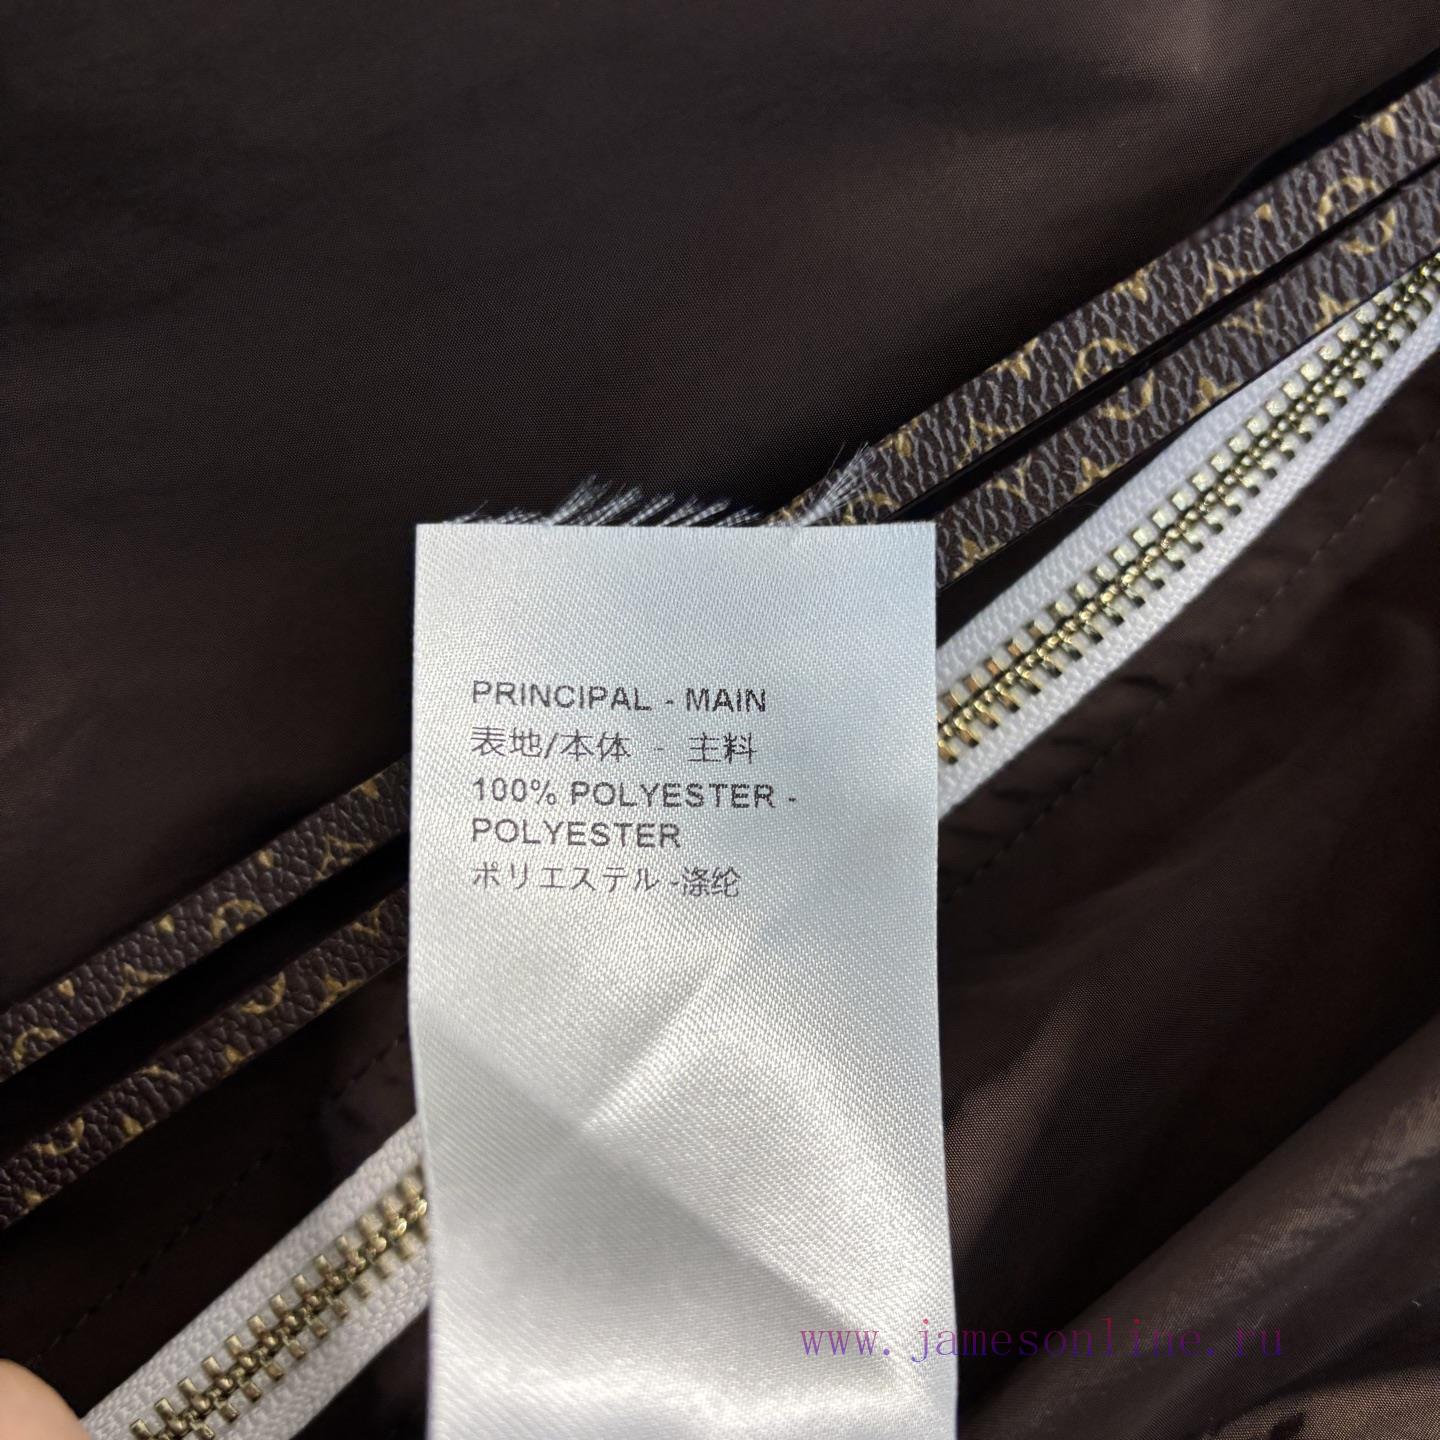 PRINCIPAL - MAIN
表地/本体 - 主料
100% POLYESTER -
POLYESTER
ポリエステル -涤纶
www.jamesonline.ru